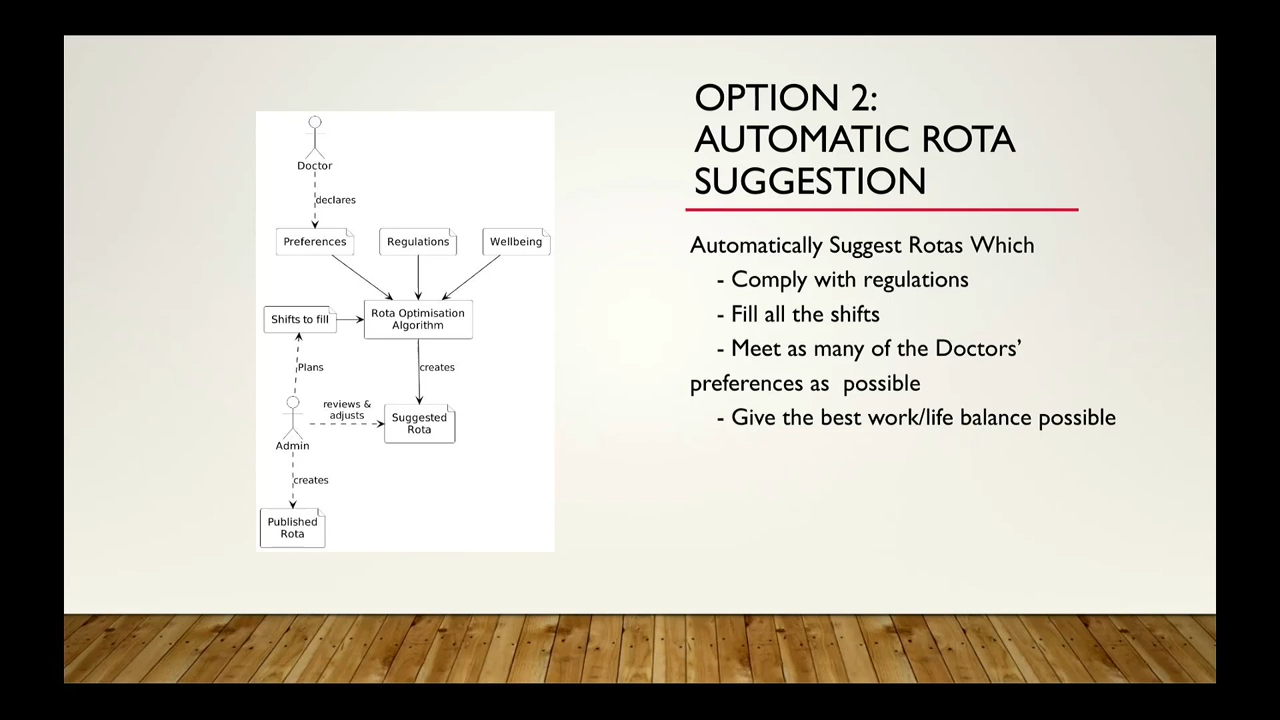 OPTION 2:
AUTOMATIC ROTA
SUGGESTION
Automatically Suggest Rotas Which
- Comply with regulations
- Fill all the shifts
- Meet as many of the Doctors’
preferences as possible
- Give the best work/life balance possible
Doctor
declares
Preferences
Regulations
Wellbeing
Shifts to fill
Rota Optimisation
Algorithm
Plans
creates
reviews &
adjusts
Suggested
Rota
Admin
creates
Published
Rota